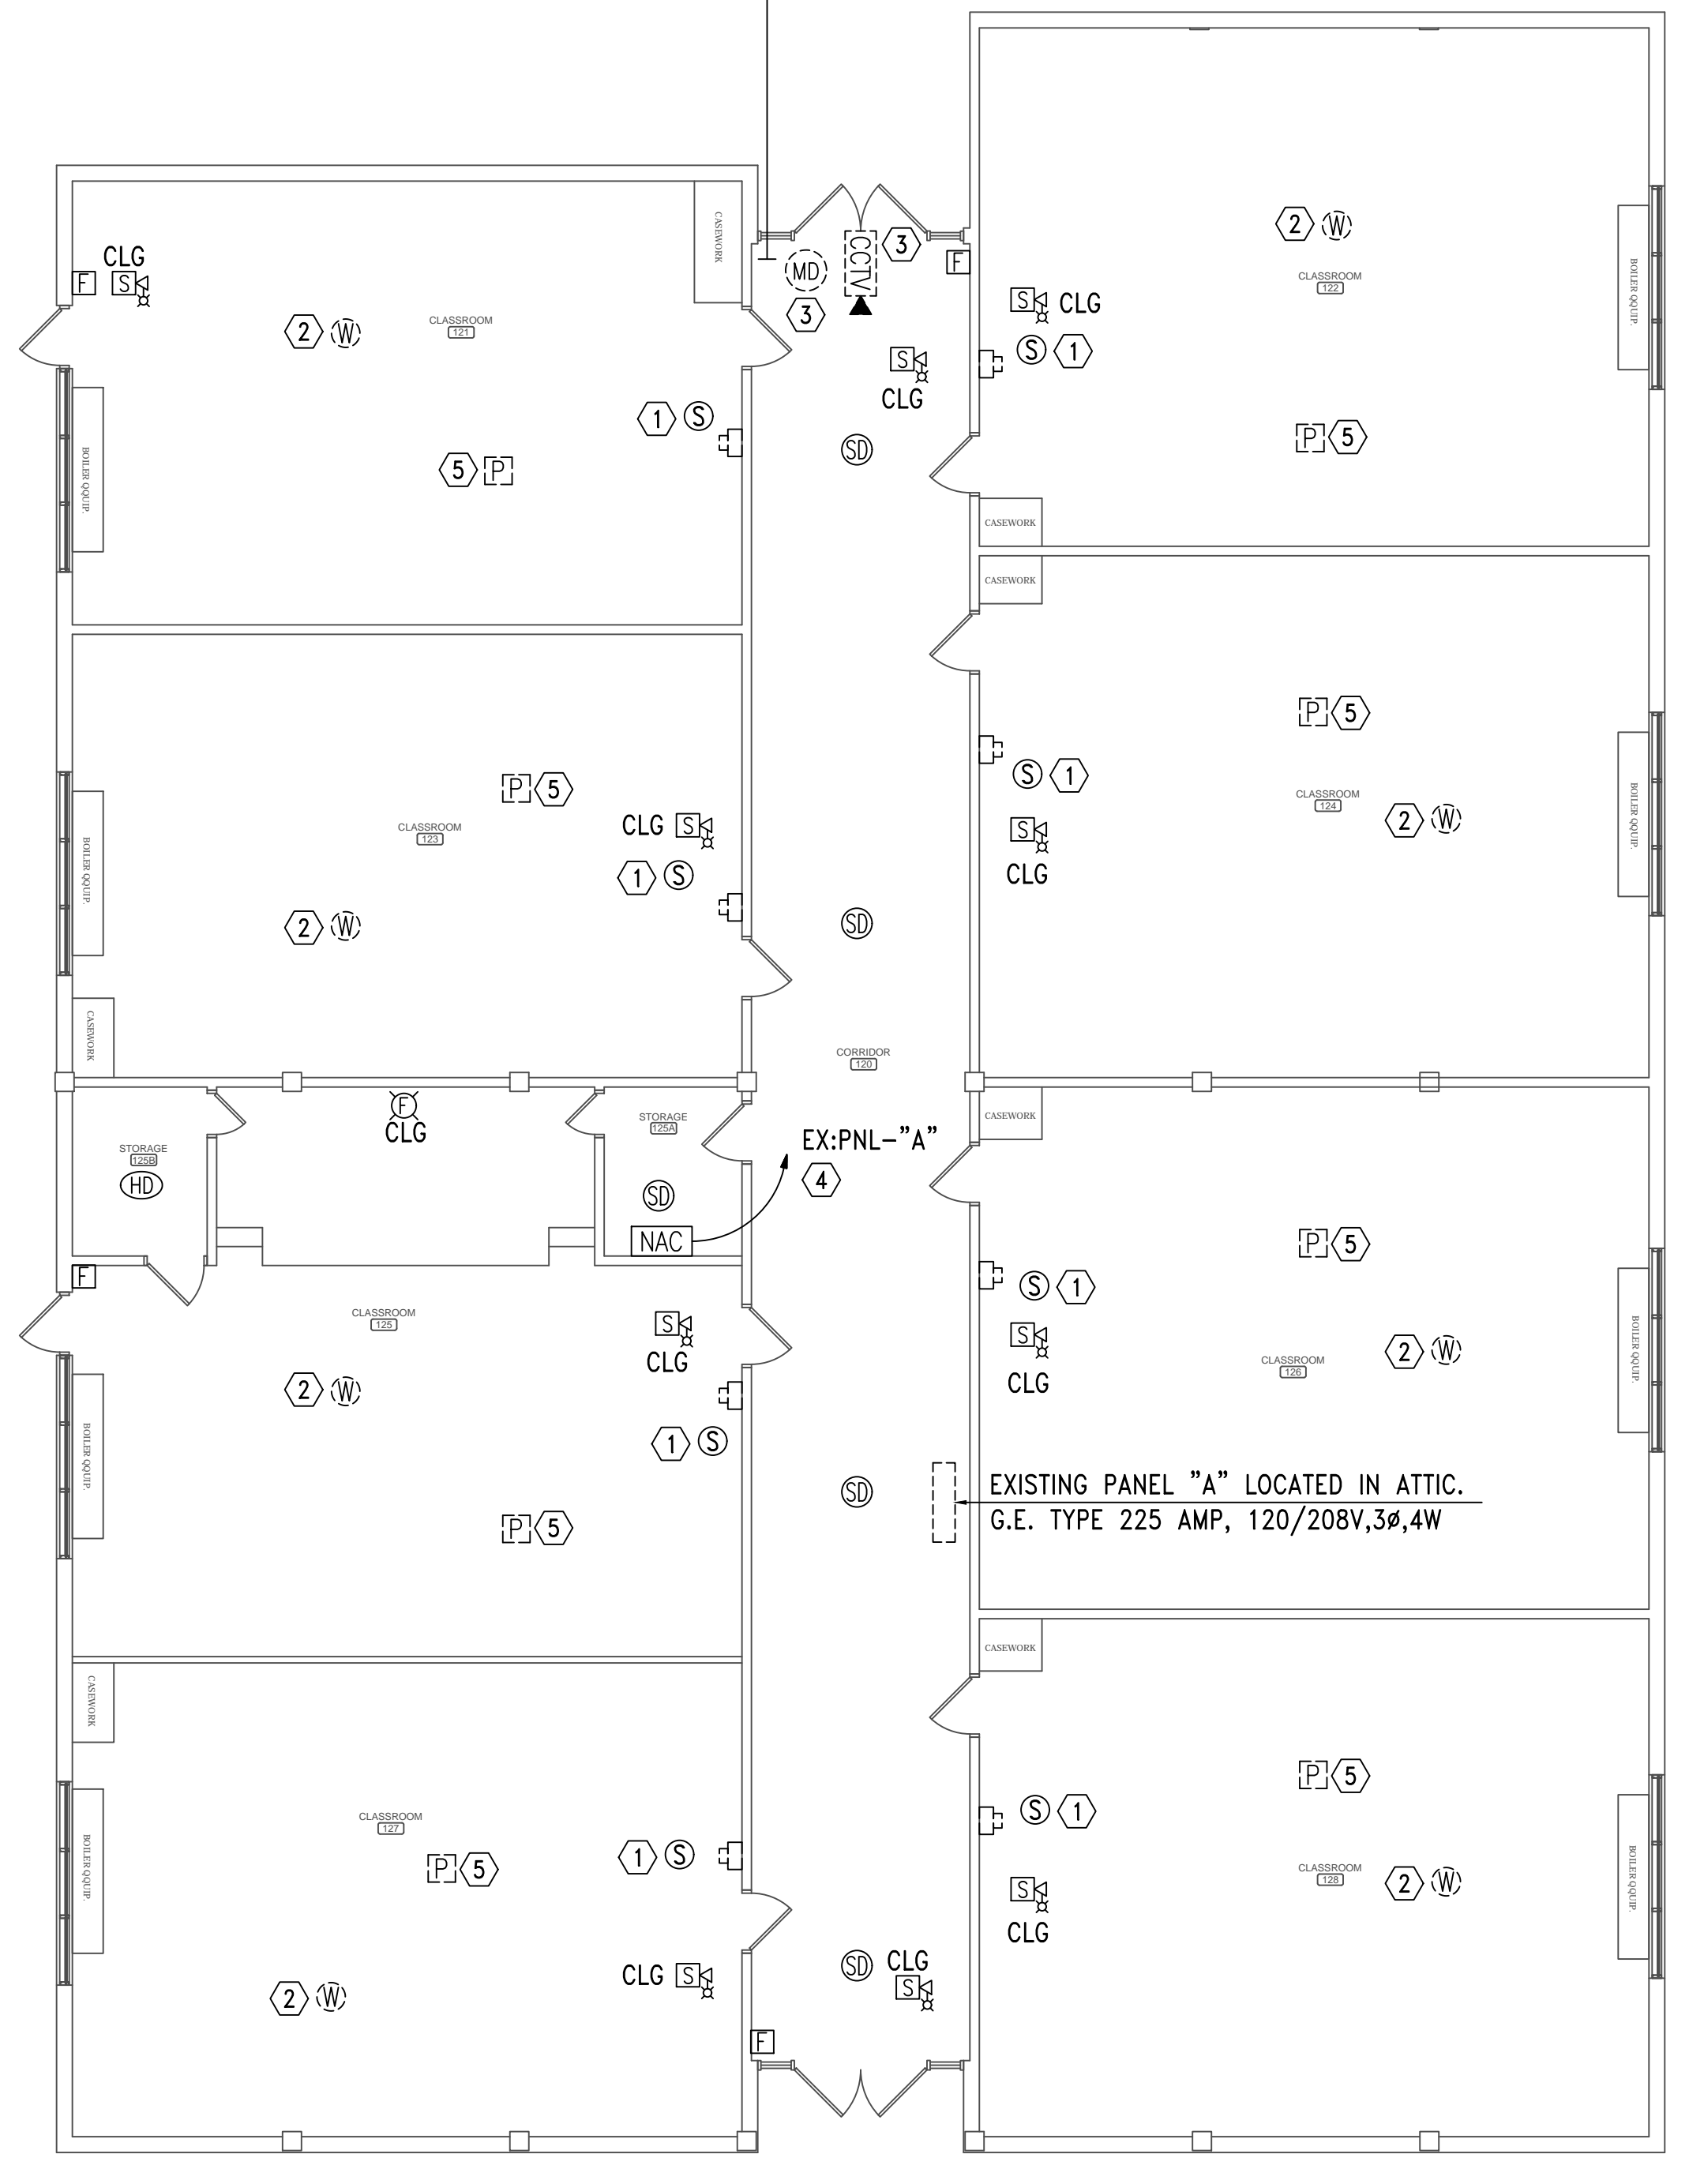 CLG
F
S
CASEWORK
CCTV
3
F
MD
3
2 W
CLASSROOM
122
BOILER QQUIP.
2 W
CLASSROOM
121
S CLG
S 1
S
CLG
1 S
SD
P 5
5 P
BOILER QQUIP.
CASEWORK
CASEWORK
P 5
S 1
P 5
CLASSROOM
124
2 W
BOILER QQUIP.
CLG S
CLASSROOM
123
S
CLG
1 S
BOILER QQUIP.
2 W
SD
CASEWORK
CORRIDOR
120
F
CLG
STORAGE
125A
CASEWORK
EX:PNL-"A"
4
STORAGE
125B
HD
SD
NAC
P 5
F
S 1
CLASSROOM
125
S
CLG
S
CLG
2 W
CLASSROOM
126
BOILER QQUIP.
2 W
BOILER QQUIP.
1 S
SD
EXISTING PANEL "A" LOCATED IN ATTIC.
G.E. TYPE 225 AMP, 120/208V,3ø,4W
P 5
CASEWORK
CASEWORK
P 5
CLASSROOM
127
S 1
P 5
1 S
BOILER QQUIP.
CLASSROOM
128
2 W
BOILER QQUIP.
S
CLG
SD
CLG
S
CLG S
2 W
F